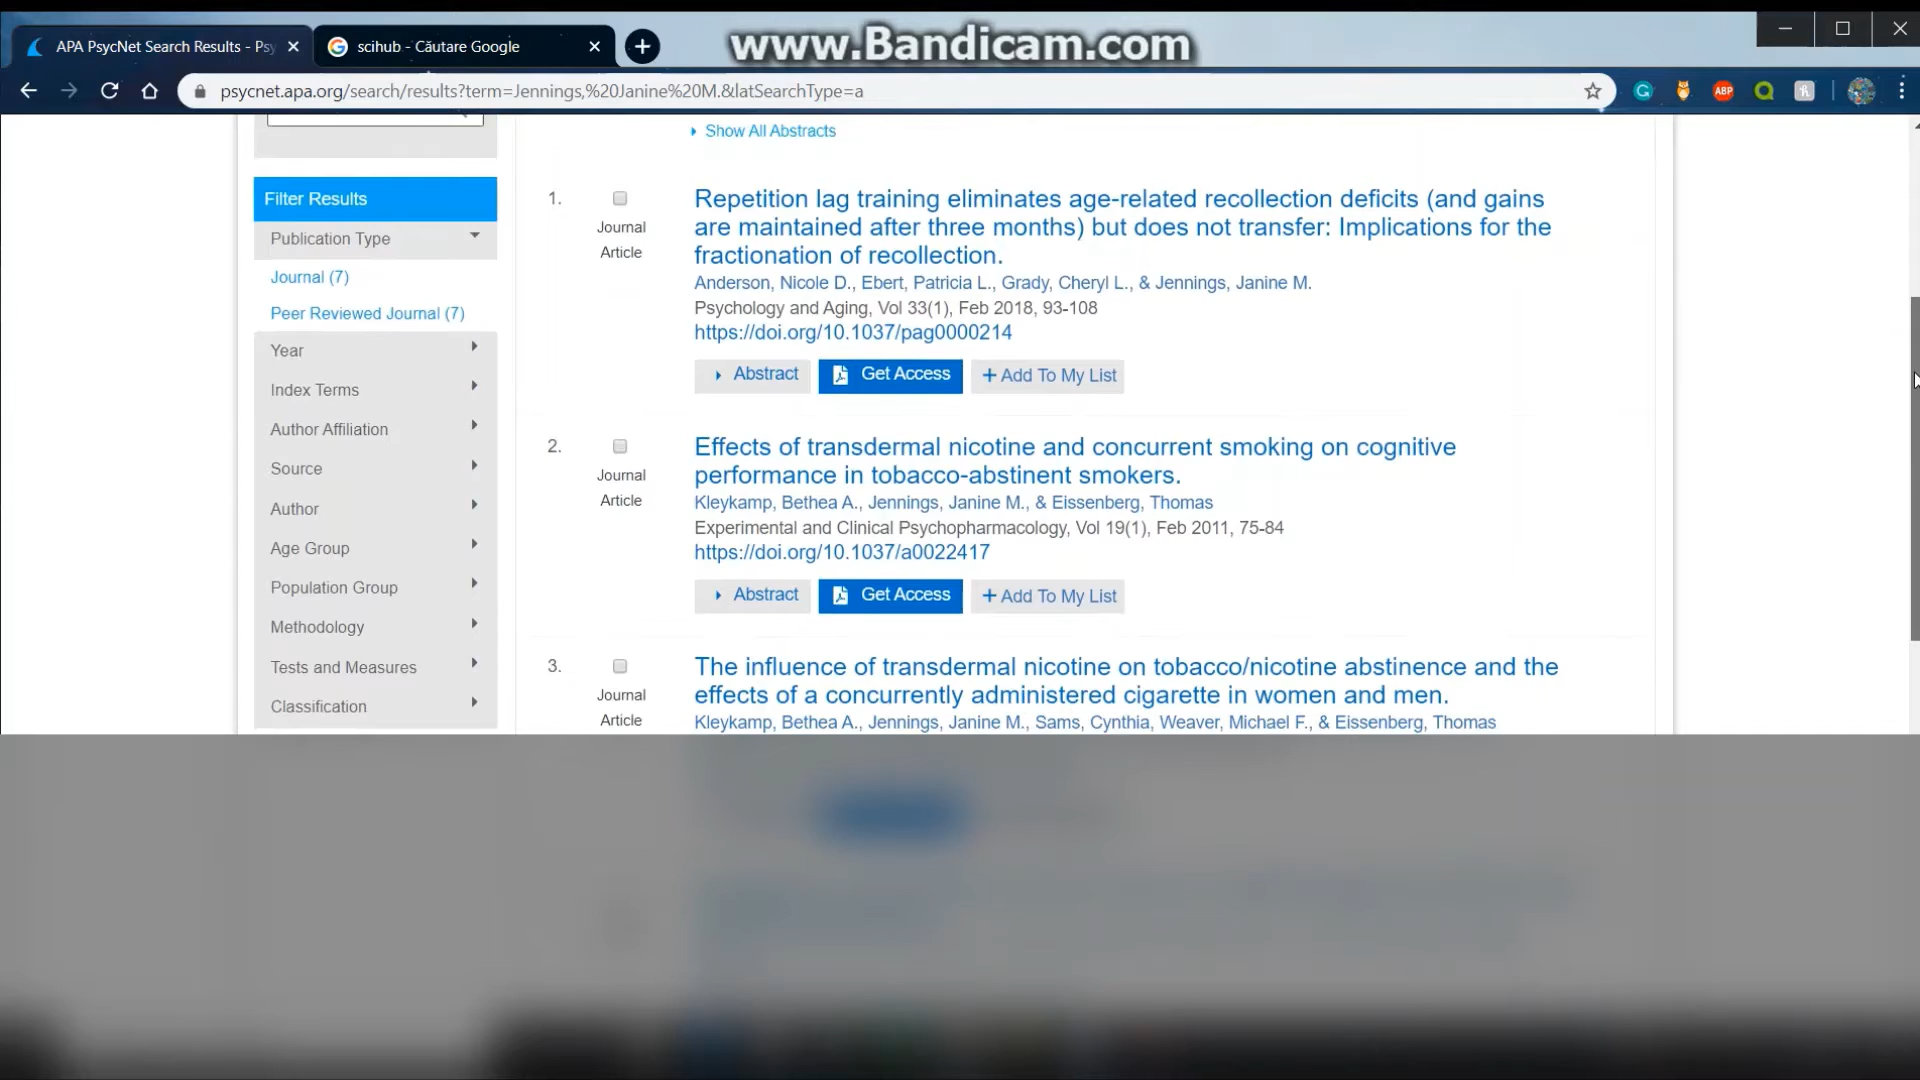 www.Bandicam.com
APA PsycNet Search Results - Psy
scihub - Căutare Google
psycnet.apa.org/search/results?term=Jennings,%20Janine%20M.&latSearchType=a
ABP
Show All Abstracts
Filter Results
Publication Type
Journal (7)
Peer Reviewed Journal (7)
Year
Index Terms
Author Affiliation
Source
Author
Age Group
Population Group
Methodology
Tests and Measures
Classification
1.
Journal
Article
Repetition lag training eliminates age-related recollection deficits (and gains
are maintained after three months) but does not transfer: Implications for the
fractionation of recollection.
Anderson, Nicole D., Ebert, Patricia L., Grady, Cheryl L., & Jennings, Janine M.
Psychology and Aging, Vol 33(1), Feb 2018, 93-108
https://doi.org/10.1037/pag0000214
Abstract
Get Access
+ Add To My List
2.
Journal
Article
Effects of transdermal nicotine and concurrent smoking on cognitive
performance in tobacco-abstinent smokers.
Kleykamp, Bethea A., Jennings, Janine M., & Eissenberg, Thomas
Experimental and Clinical Psychopharmacology, Vol 19(1), Feb 2011, 75-84
https://doi.org/10.1037/a0022417
Abstract
Get Access
+ Add To My List
3.
Journal
Article
The influence of transdermal nicotine on tobacco/nicotine abstinence and the
effects of a concurrently administered cigarette in women and men.
Kleykamp, Bethea A., Jennings, Janine M., Sams, Cynthia, Weaver, Michael F., & Eissenberg, Thomas